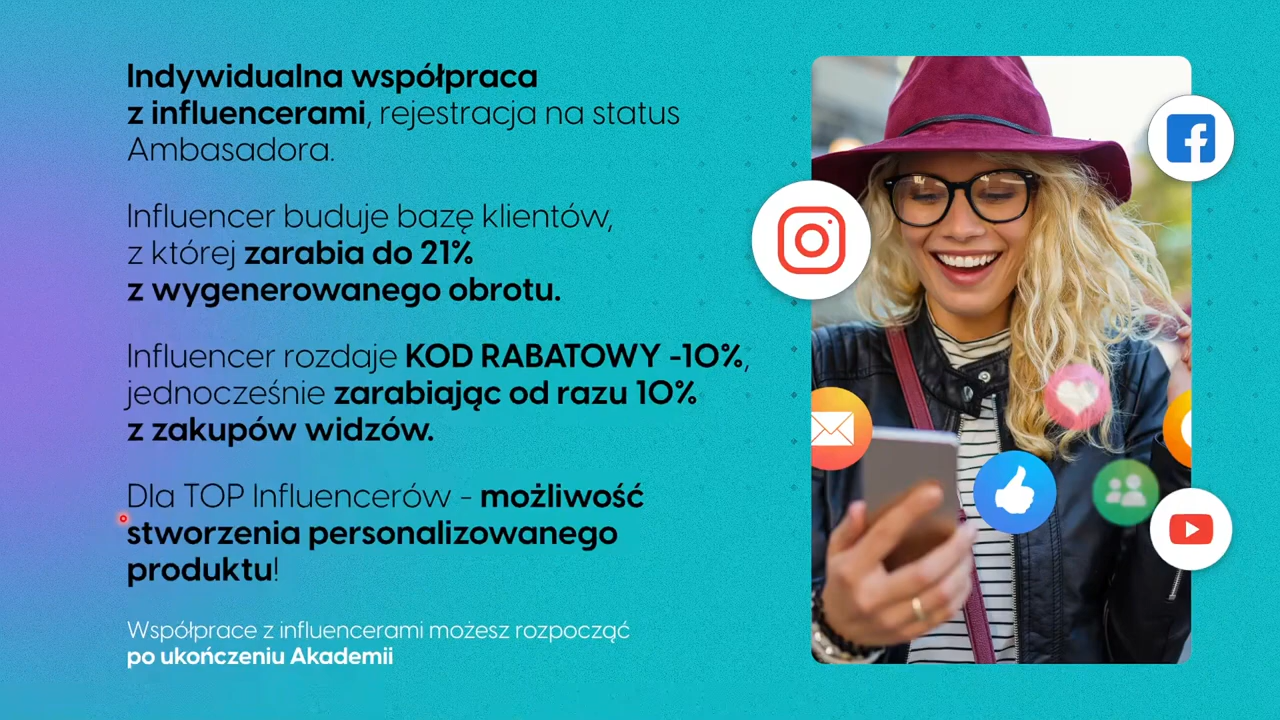 Indywidualna współpraca
z influencerami, rejestracja na status
Ambasadora.
Influencer buduje bazę klientów,
z której zarabia do 21%
z wygenerowanego obrotu.
Influencer rozdaje KOD RABATOWY -10%,
jednocześnie zarabiając od razu 10%
z zakupów widzów.
Dla TOP Influencerów - możliwość
stworzenia personalizowanego
produktu!
Współprace z influencerami możesz rozpocząć
po ukończeniu Akademii